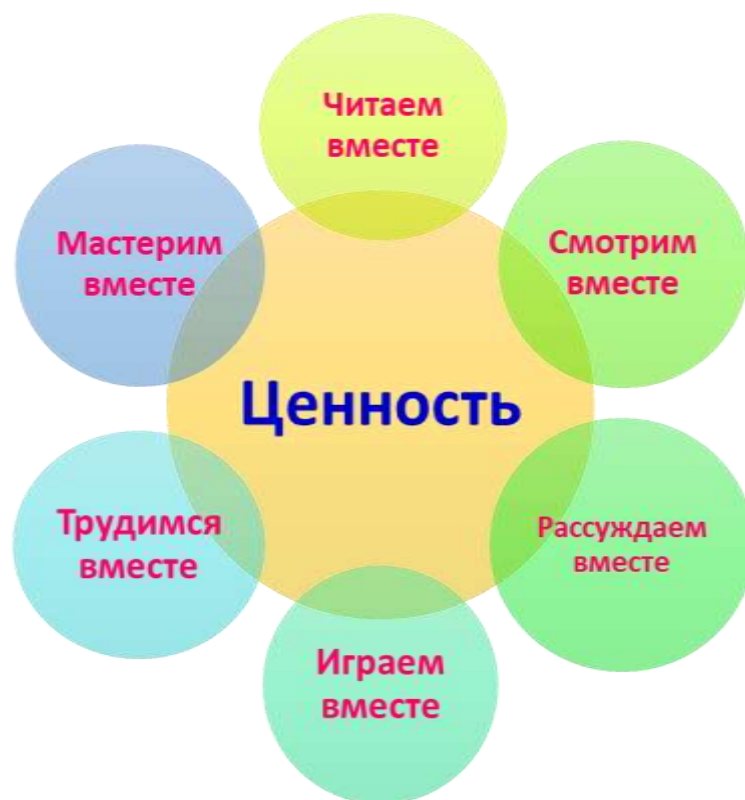 Читаем
вместе
Смотрим
вместе
Рассуждаем
вместе
Играем
вместе
Трудимся
вместе
Мастерим
вместе
Ценность